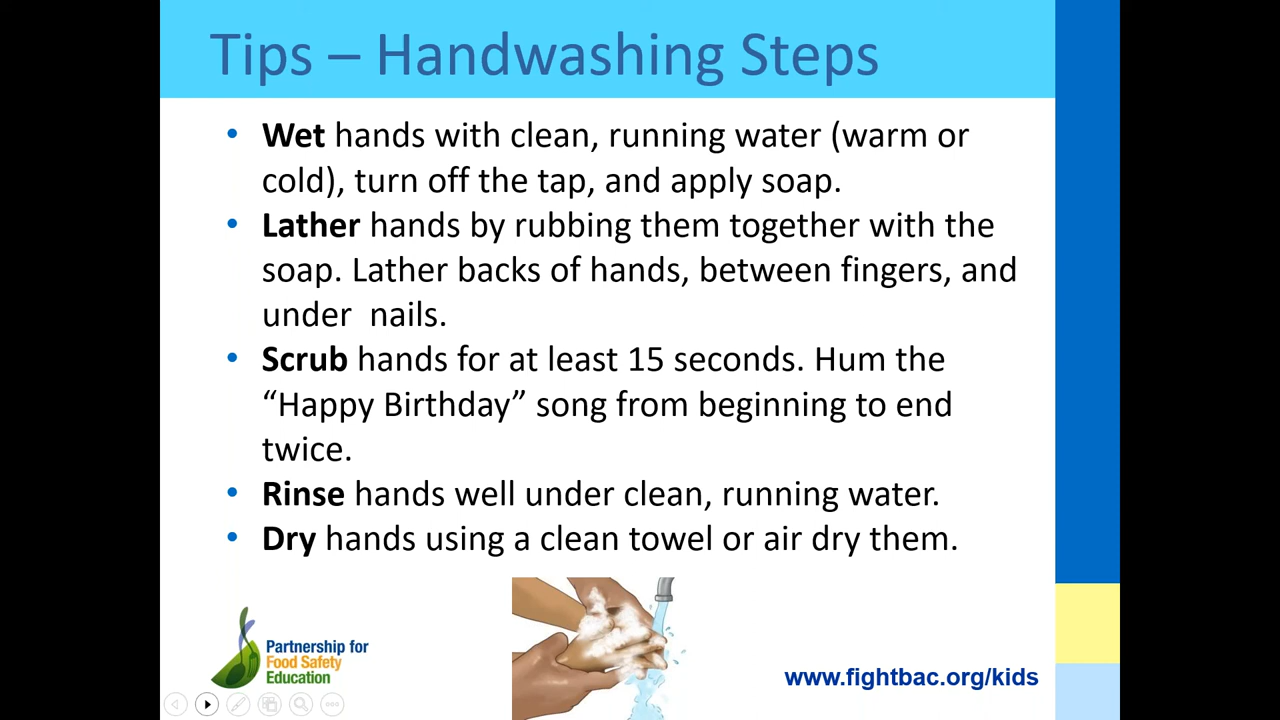 Tips – Handwashing Steps
• Wet hands with clean, running water (warm or
cold), turn off the tap, and apply soap.
• Lather hands by rubbing them together with the
soap. Lather backs of hands, between fingers, and
under  nails.
• Scrub hands for at least 15 seconds. Hum the
“Happy Birthday” song from beginning to end
twice.
• Rinse hands well under clean, running water.
• Dry hands using a clean towel or air dry them.
Partnership for
Food Safety
Education
www.fightbac.org/kids